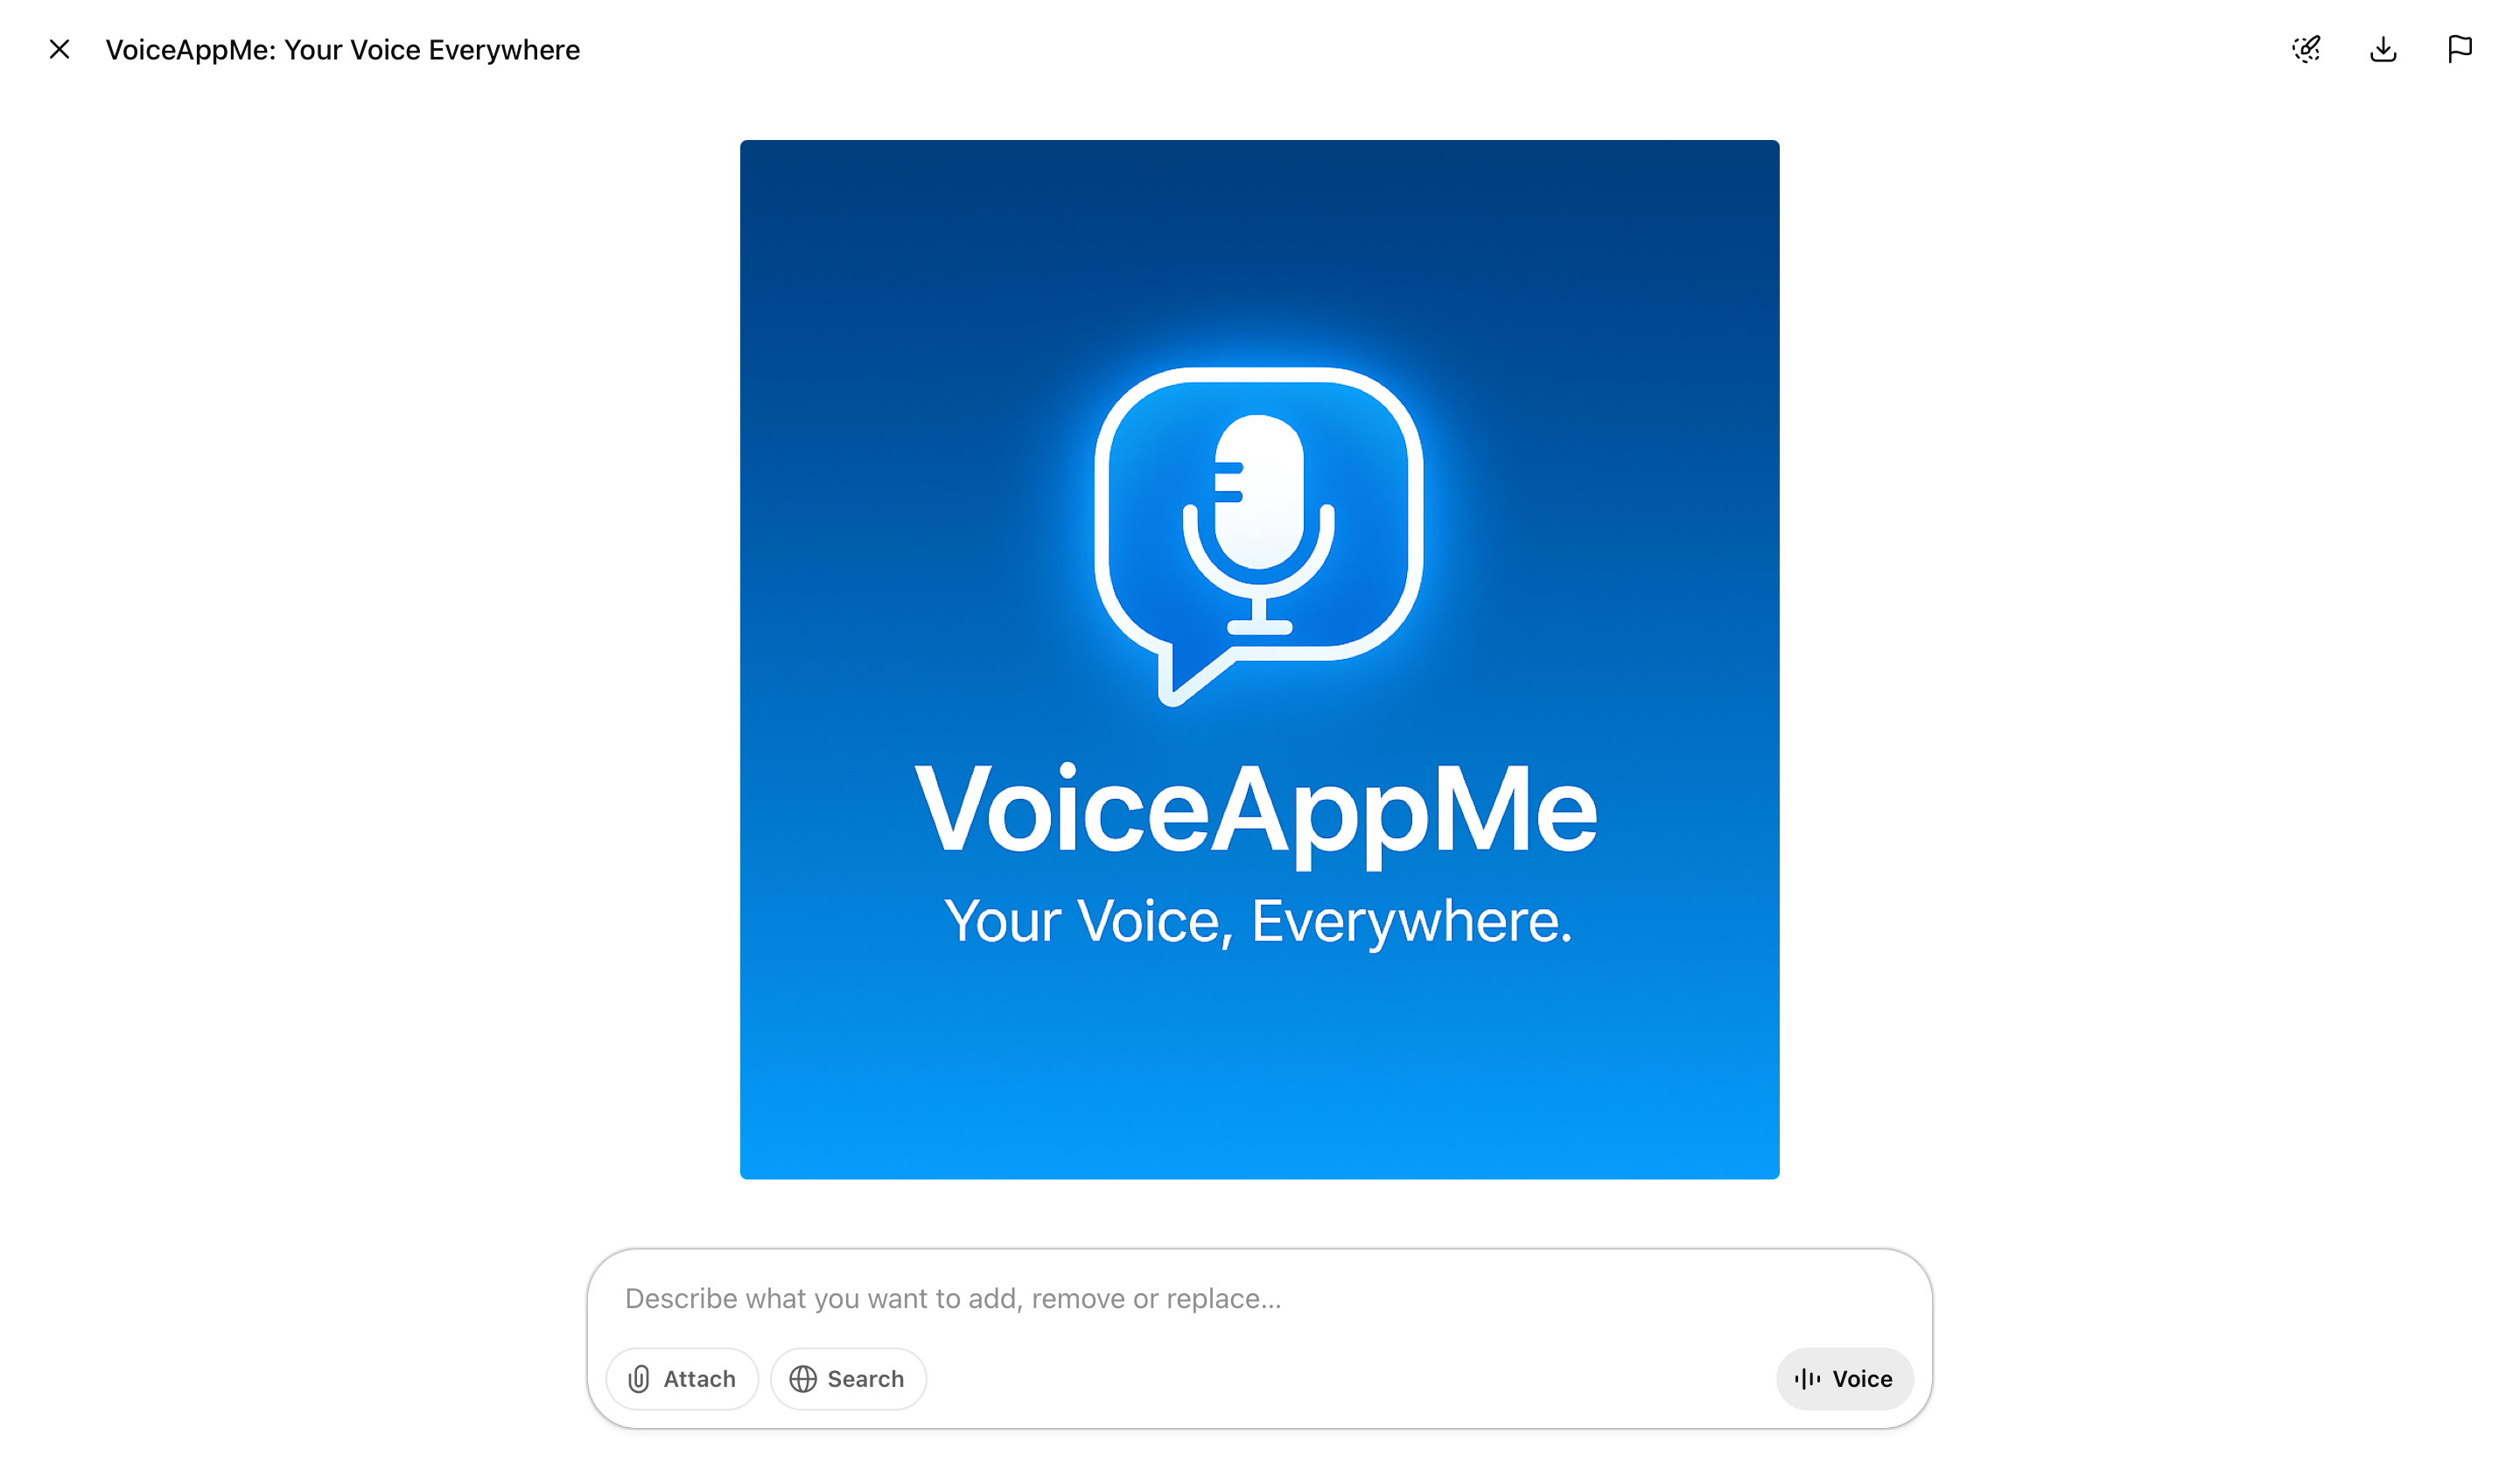 VoiceAppMe: Your Voice Everywhere
VoiceAppMe
Your Voice, Everywhere.
Describe what you want to add, remove or replace...
Attach
Search
Voice